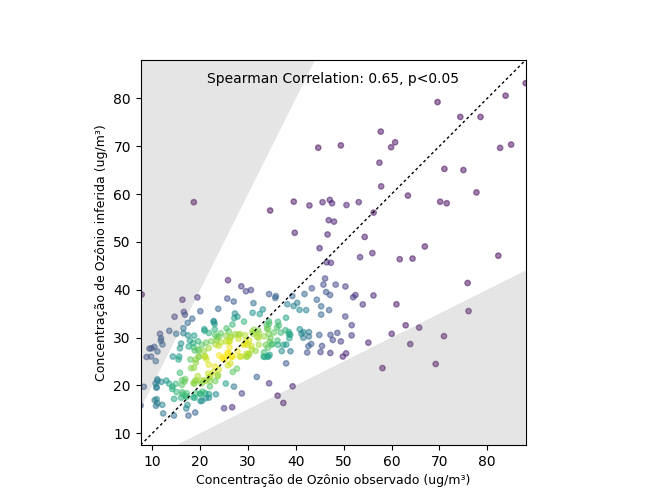 Spearman Correlation: 0.65, p<0.05
Concentração de Ozônio inferida (ug/m³)
80
70
60
50
40
30
20
10
10 20 30 40 50 60 70 80
Concentração de Ozônio observado (ug/m³)